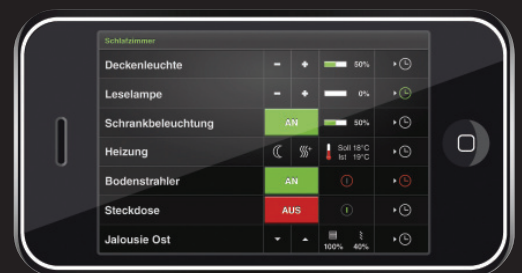 Schlafzimmer
Deckenleuchte - + 50%
Leselampe - + 0%
Schrankbeleuchtung AN 50%
Heizung Soll 18°C
Ist 19°C
Bodenstrahler AN
Steckdose AUS
Jalousie Ost 100% 40%